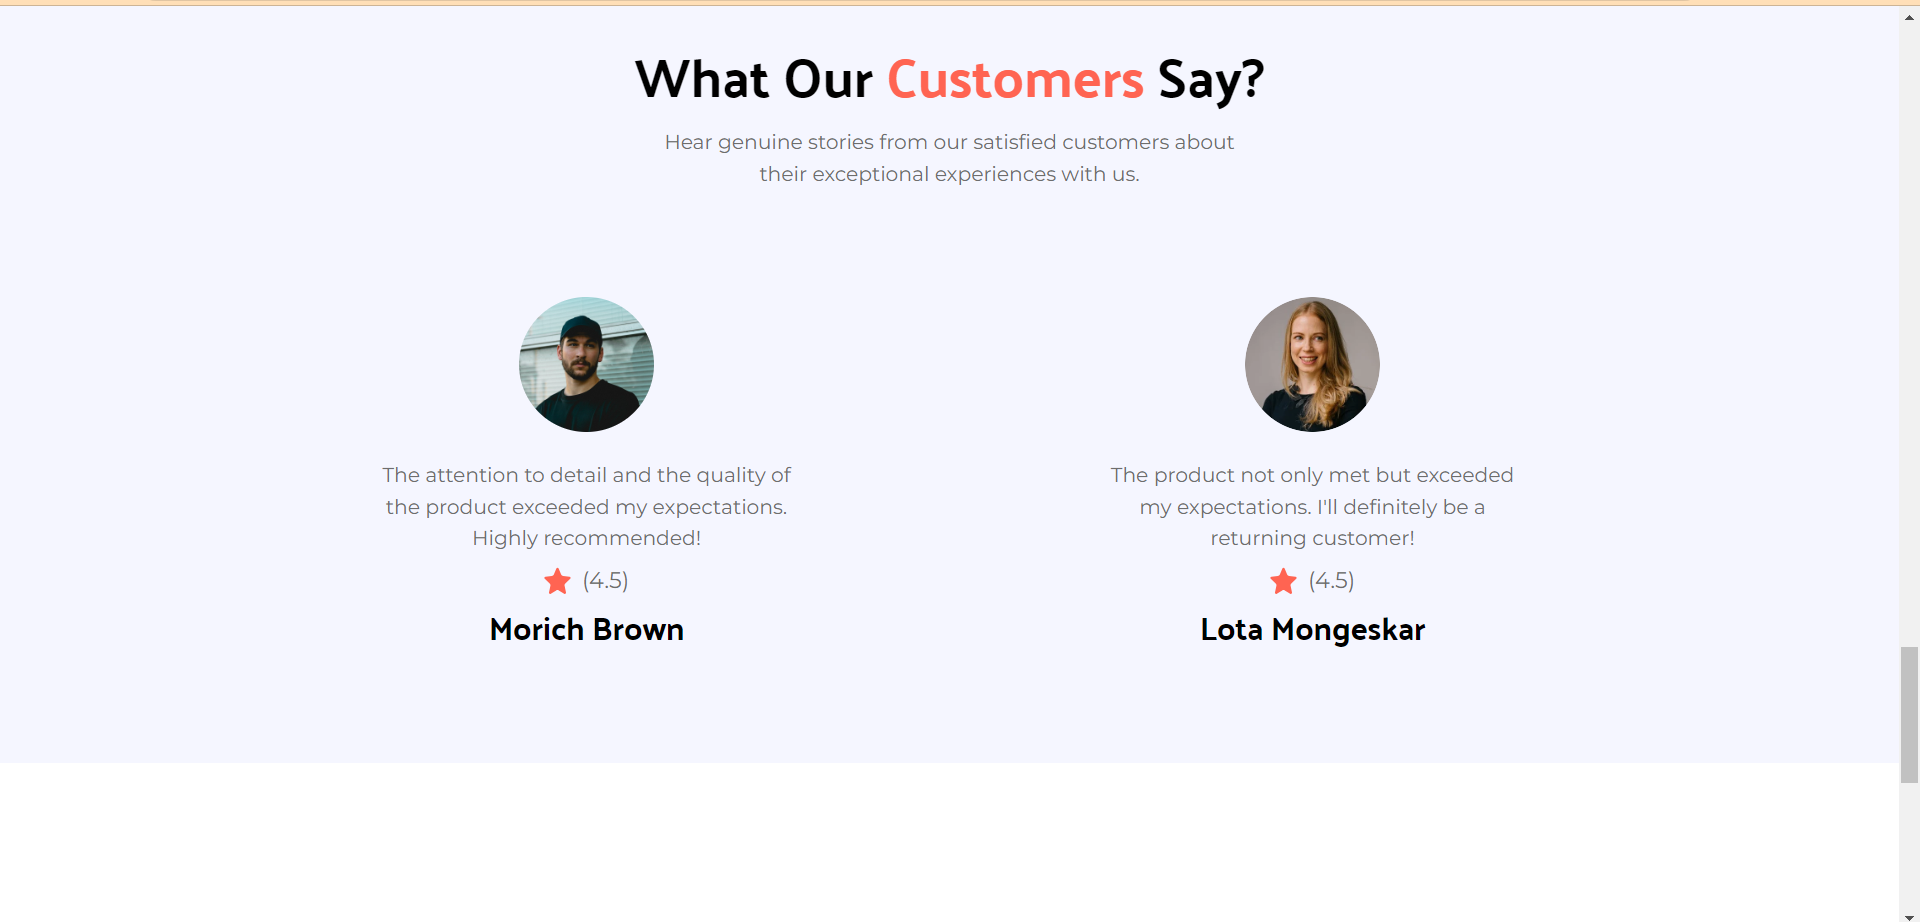 What Our Customers Say?
Hear genuine stories from our satisfied customers about
their exceptional experiences with us.
The attention to detail and the quality of
the product exceeded my expectations.
Highly recommended!
(4.5)
Morich Brown
The product not only met but exceeded
my expectations. I'll definitely be a
returning customer!
(4.5)
Lota Mongeskar